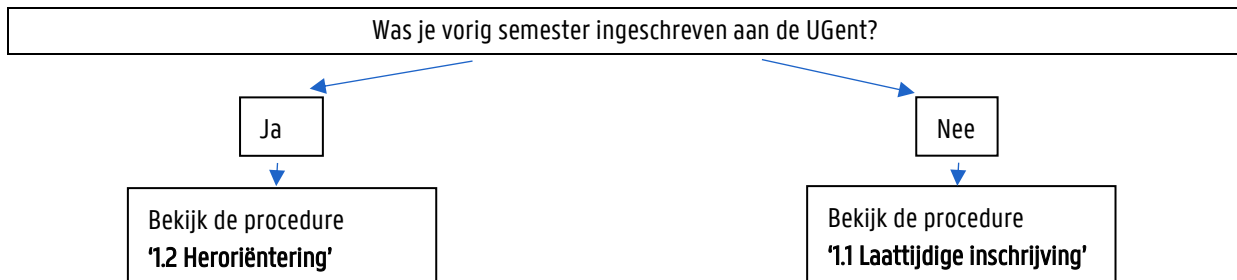 Was je vorig semester ingeschreven aan de UGent?
Ja
Nee
Bekijk de procedure
‘1.2 Heroriëntering’
Bekijk de procedure
‘1.1 Laattijdige inschrijving’